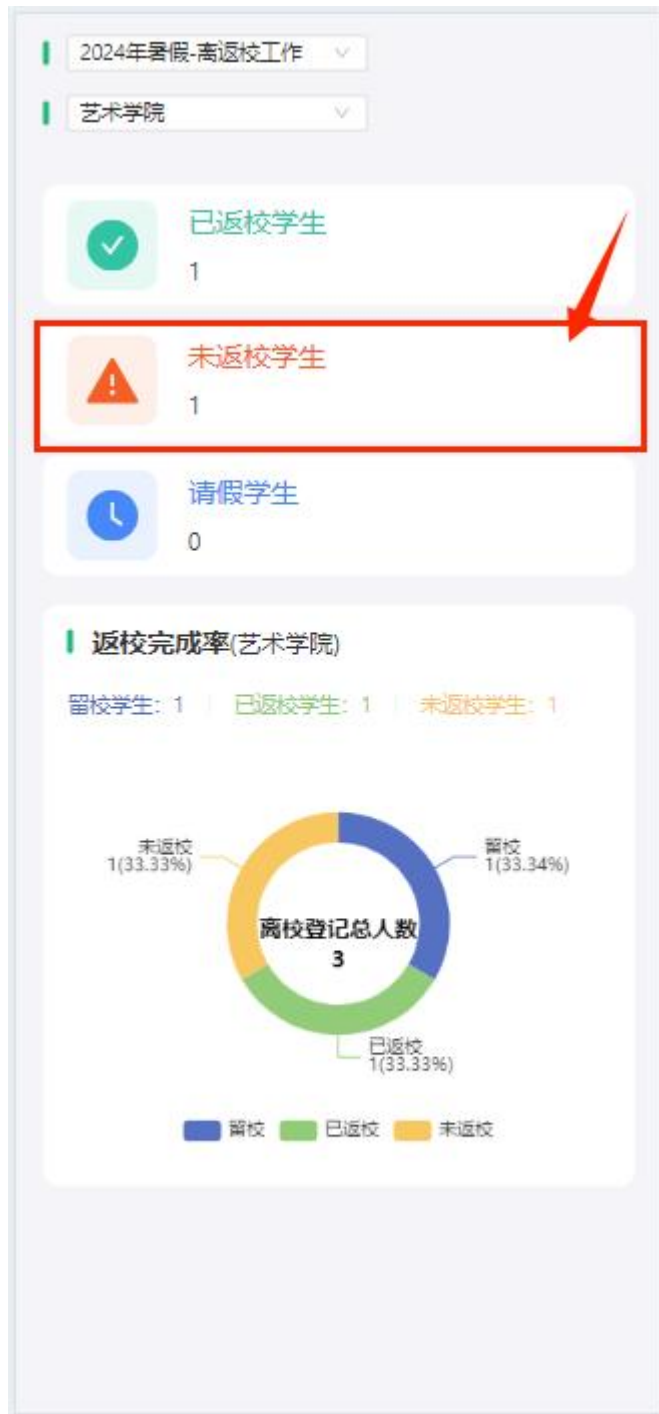 2024年暑假-离返校工作
艺术学院
已返校学生
1
未返校学生
1
请假学生
0
返校完成率(艺术学院)
留校学生：1 已返校学生：1 未返校学生：1
未返校
1(33.33%)
留校
1(33.34%)
离校登记总人数
3
已返校
1(33.33%)
留校 已返校 未返校